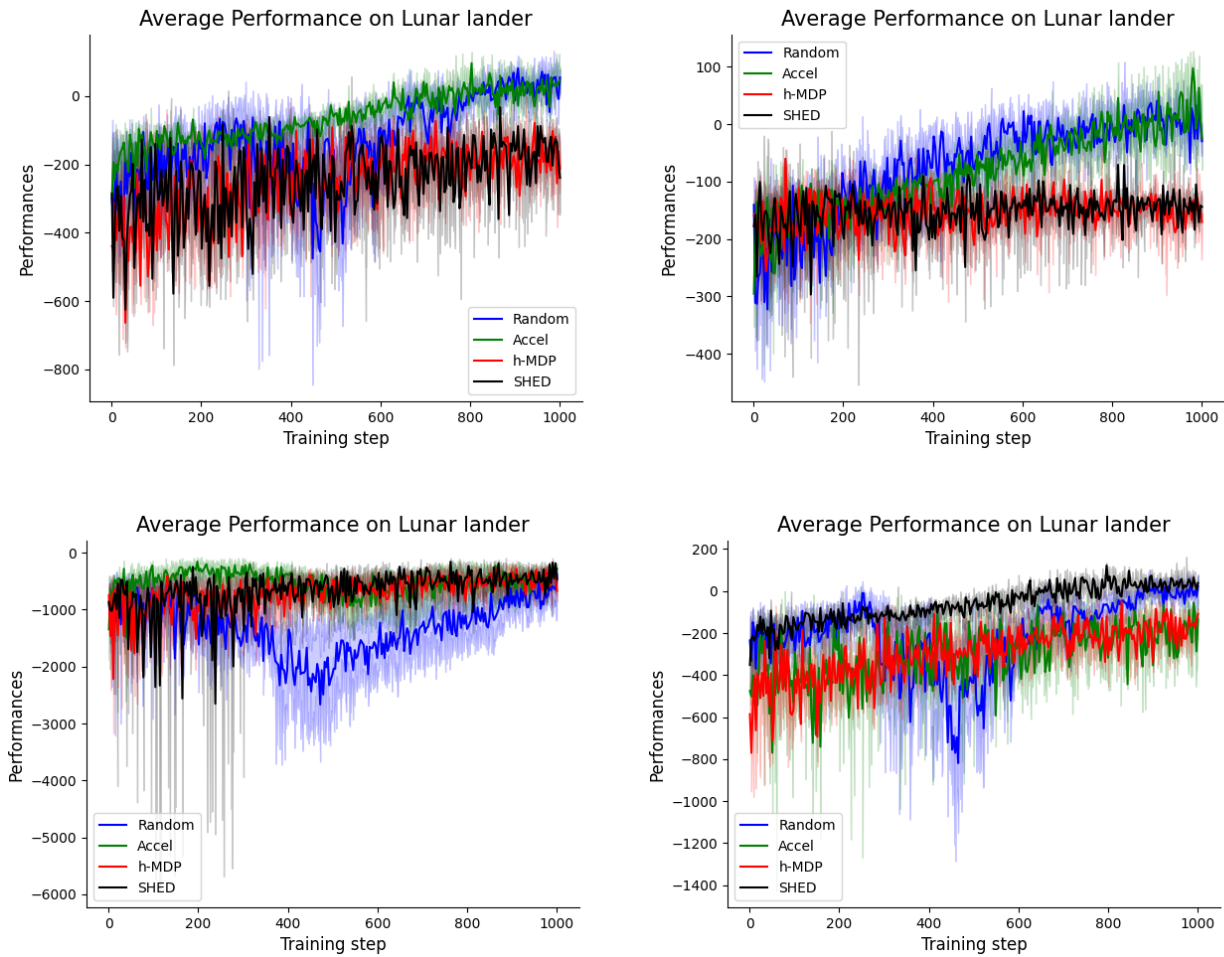 Average Performance on Lunar lander
Performances
0
−200
−400
−600
−800
Random
Accel
h-MDP
SHED
0
200
400
600
800
1000
Training step
Average Performance on Lunar lander
Performances
100
0
−100
−200
−300
−400
Random
Accel
h-MDP
SHED
0
200
400
600
800
1000
Training step
Average Performance on Lunar lander
Performances
0
−1000
−2000
−3000
−4000
−5000
−6000
Random
Accel
h-MDP
SHED
0
200
400
600
800
1000
Training step
Average Performance on Lunar lander
Performances
200
0
−200
−400
−600
−800
−1000
−1200
−1400
Random
Accel
h-MDP
SHED
0
200
400
600
800
1000
Training step